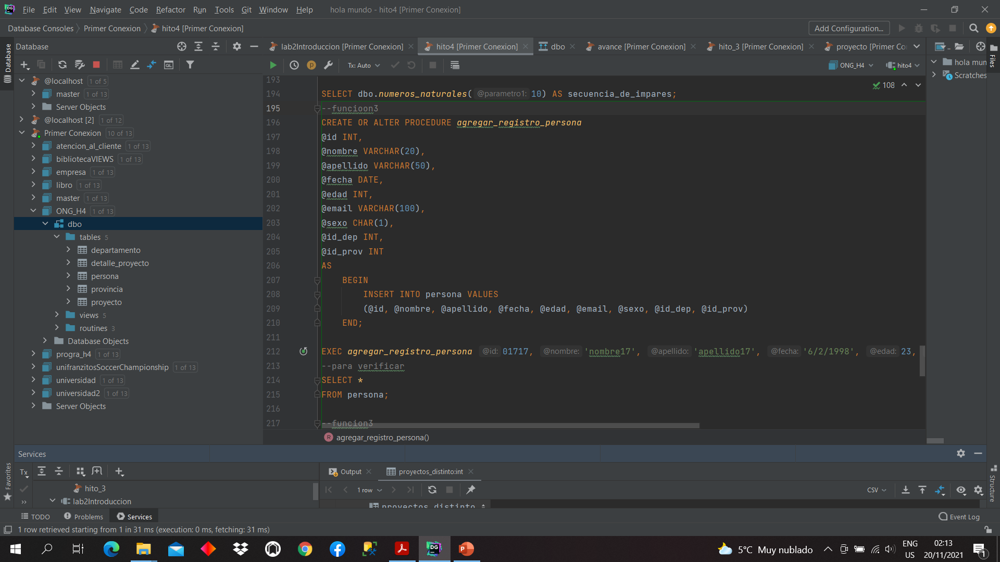 File Edit View Navigate Code Refactor Run Tools Git Window Help hola mundo - hito4 [Primer Conexion]
Database Consoles Primer Conexion hito4 [Primer Conexion] Add Configuration...
Database lab2Introduccion [Primer Conexion] hito4 [Primer Conexion] dbo avance [Primer Conexion] hito_3 [Primer Conexion] proyecto [Primer Co
Tx: Auto ONG_H4 hito4
Database
Files
hola mun
Scratches
@localhost 1 of 5
master 1 of 13
Server Objects
@localhost [2] 1 of 12
Primer Conexion 10 of 13
atencion_al_cliente 1 of 13
bibliotecaVIEWS 1 of 13
empresa 1 of 13
libro 1 of 13
master 1 of 13
ONG_H4 1 of 13
dbo
tables 5
departamento
detalle_proyecto
persona
provincia
proyecto
views 5
routines 3
Database Objects
progra_h4 1 of 13
unifranzitosSoccerChampionship 1 of 13
universidad 1 of 13
universidad2 1 of 13
Server Objects
108
193
194 SELECT dbo.numeros_naturales( @parametro1: 10) AS secuencia_de_impares;
195 --funcioon3
196 CREATE OR ALTER PROCEDURE agregar_registro_persona
197 @id INT,
198 @nombre VARCHAR(20),
199 @apellido VARCHAR(50),
200 @fecha DATE,
201 @edad INT,
202 @email VARCHAR(100),
203 @sexo CHAR(1),
204 @id_dep INT,
205 @id_prov INT
206 AS
207 BEGIN
208 INSERT INTO persona VALUES
209 (@id, @nombre, @apellido, @fecha, @edad, @email, @sexo, @id_dep, @id_prov)
210 END;
211
212 EXEC agregar_registro_persona @id: 01717, @nombre: 'nombre17', @apellido: 'apellido17', @fecha: '6/2/1998', @edad: 23,
213 --para verificar
214 SELECT *
215 FROM persona;
216
217 --funcion3
R agregar_registro_persona()
Services
Tx
hito_3
lab2Introduccion
Output proyectos_distinto:int
1 row CSV
proyectos_distinto
Favorites
Structure
TODO Problems Services Event Log
1 row retrieved starting from 1 in 31 ms (execution: 0 ms, fetching: 31 ms)
5°C Muy nublado
ENG
US
02:13
20/11/2021
1